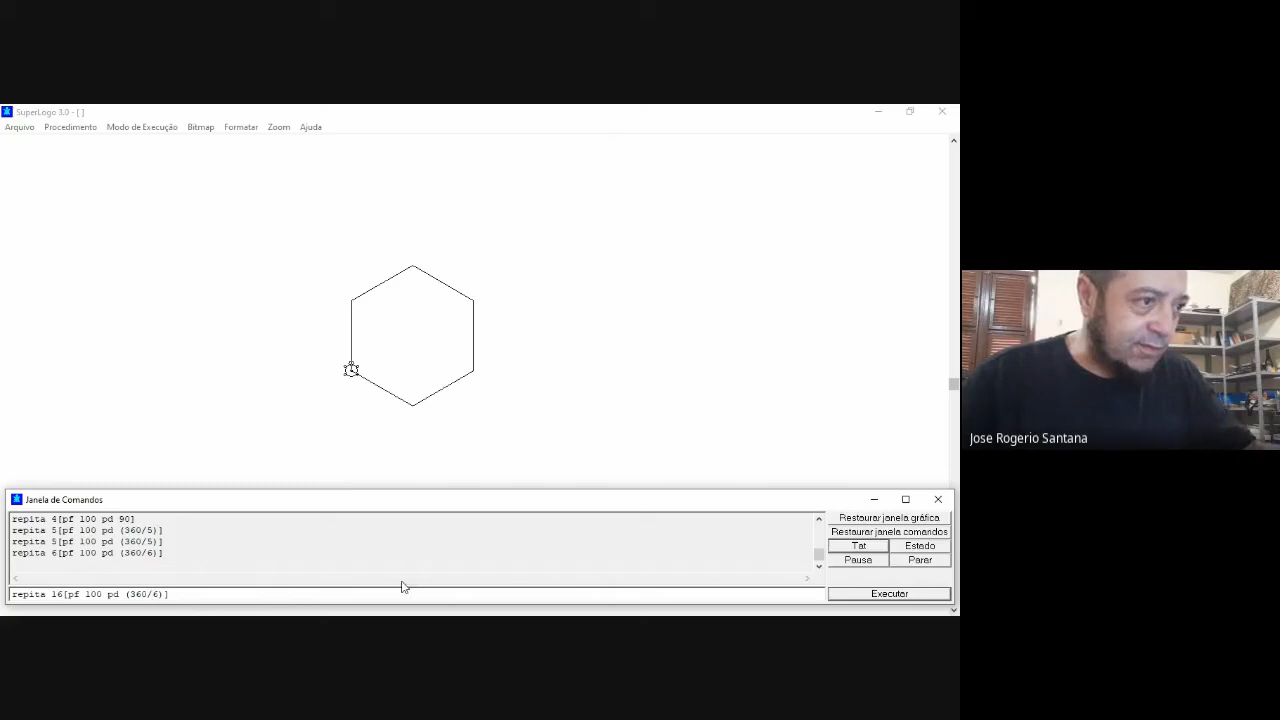 SuperLogo 3.0 - [ ]
Arquivo Procedimento Modo de Execução Bitmap Formatar Zoom Ajuda
Jose Rogerio Santana
Janela de Comandos
repita 4[pf 100 pd 90]
repita 5[pf 100 pd (360/5)]
repita 5[pf 100 pd (360/5)]
repita 6[pf 100 pd (360/6)]
repita 16[pf 100 pd (360/6)]
Restaurar janela gráfica
Restaurar janela comandos
Tat Estado
Pausa Parar
Executar